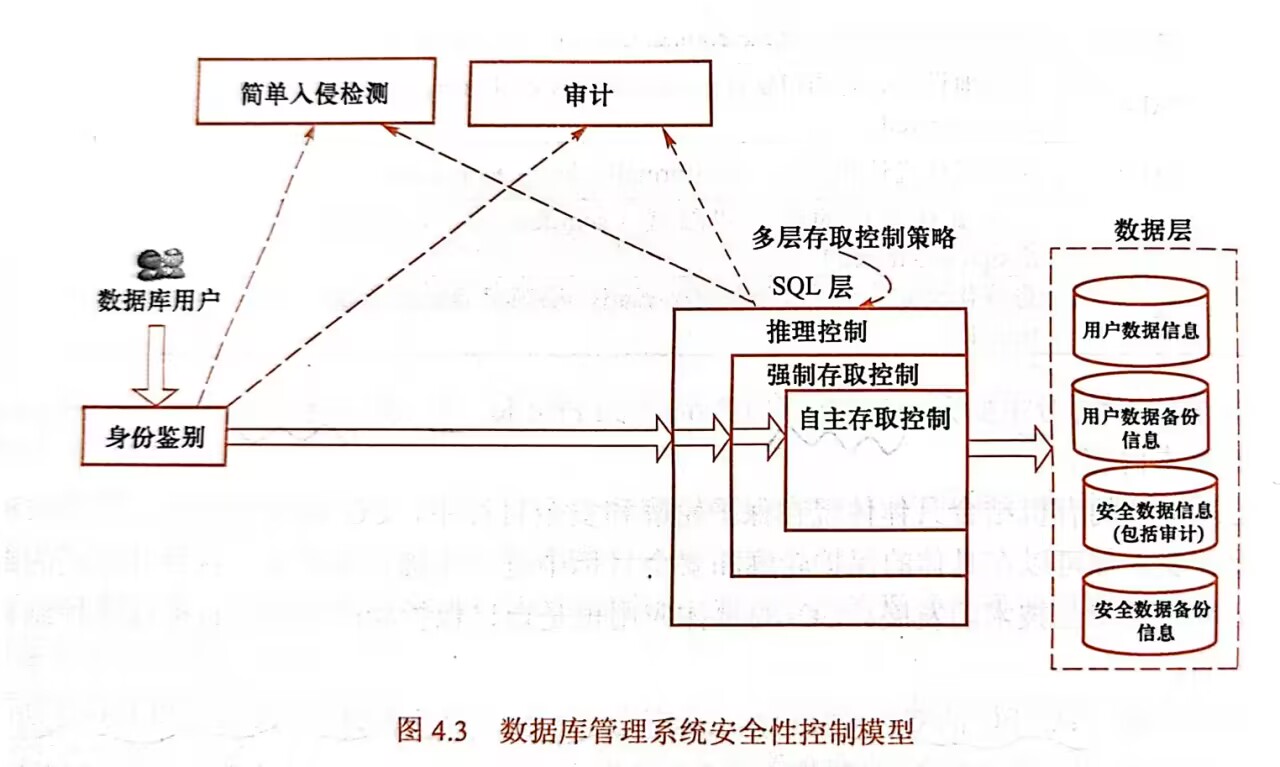 简单入侵检测
审计
数据库用户
身份鉴别
多层存取控制策略
SQL 层
推理控制
强制存取控制
自主存取控制
数据层
用户数据信息
用户数据备份
信息
安全数据信息
(包括审计)
安全数据备份
信息
图 4.3 数据库管理系统安全性控制模型